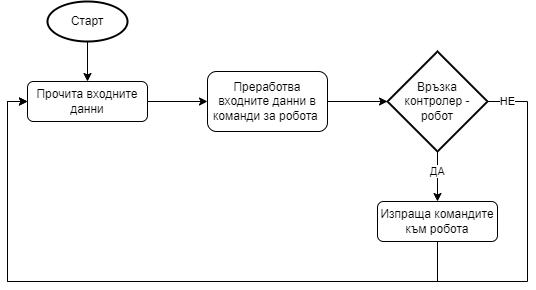 Старт
Прочита входните
данни
Преработва
входните данни в
команди за робота
Връзка
контролер -
робот
НЕ
ДА
Изпраща командите
към робота